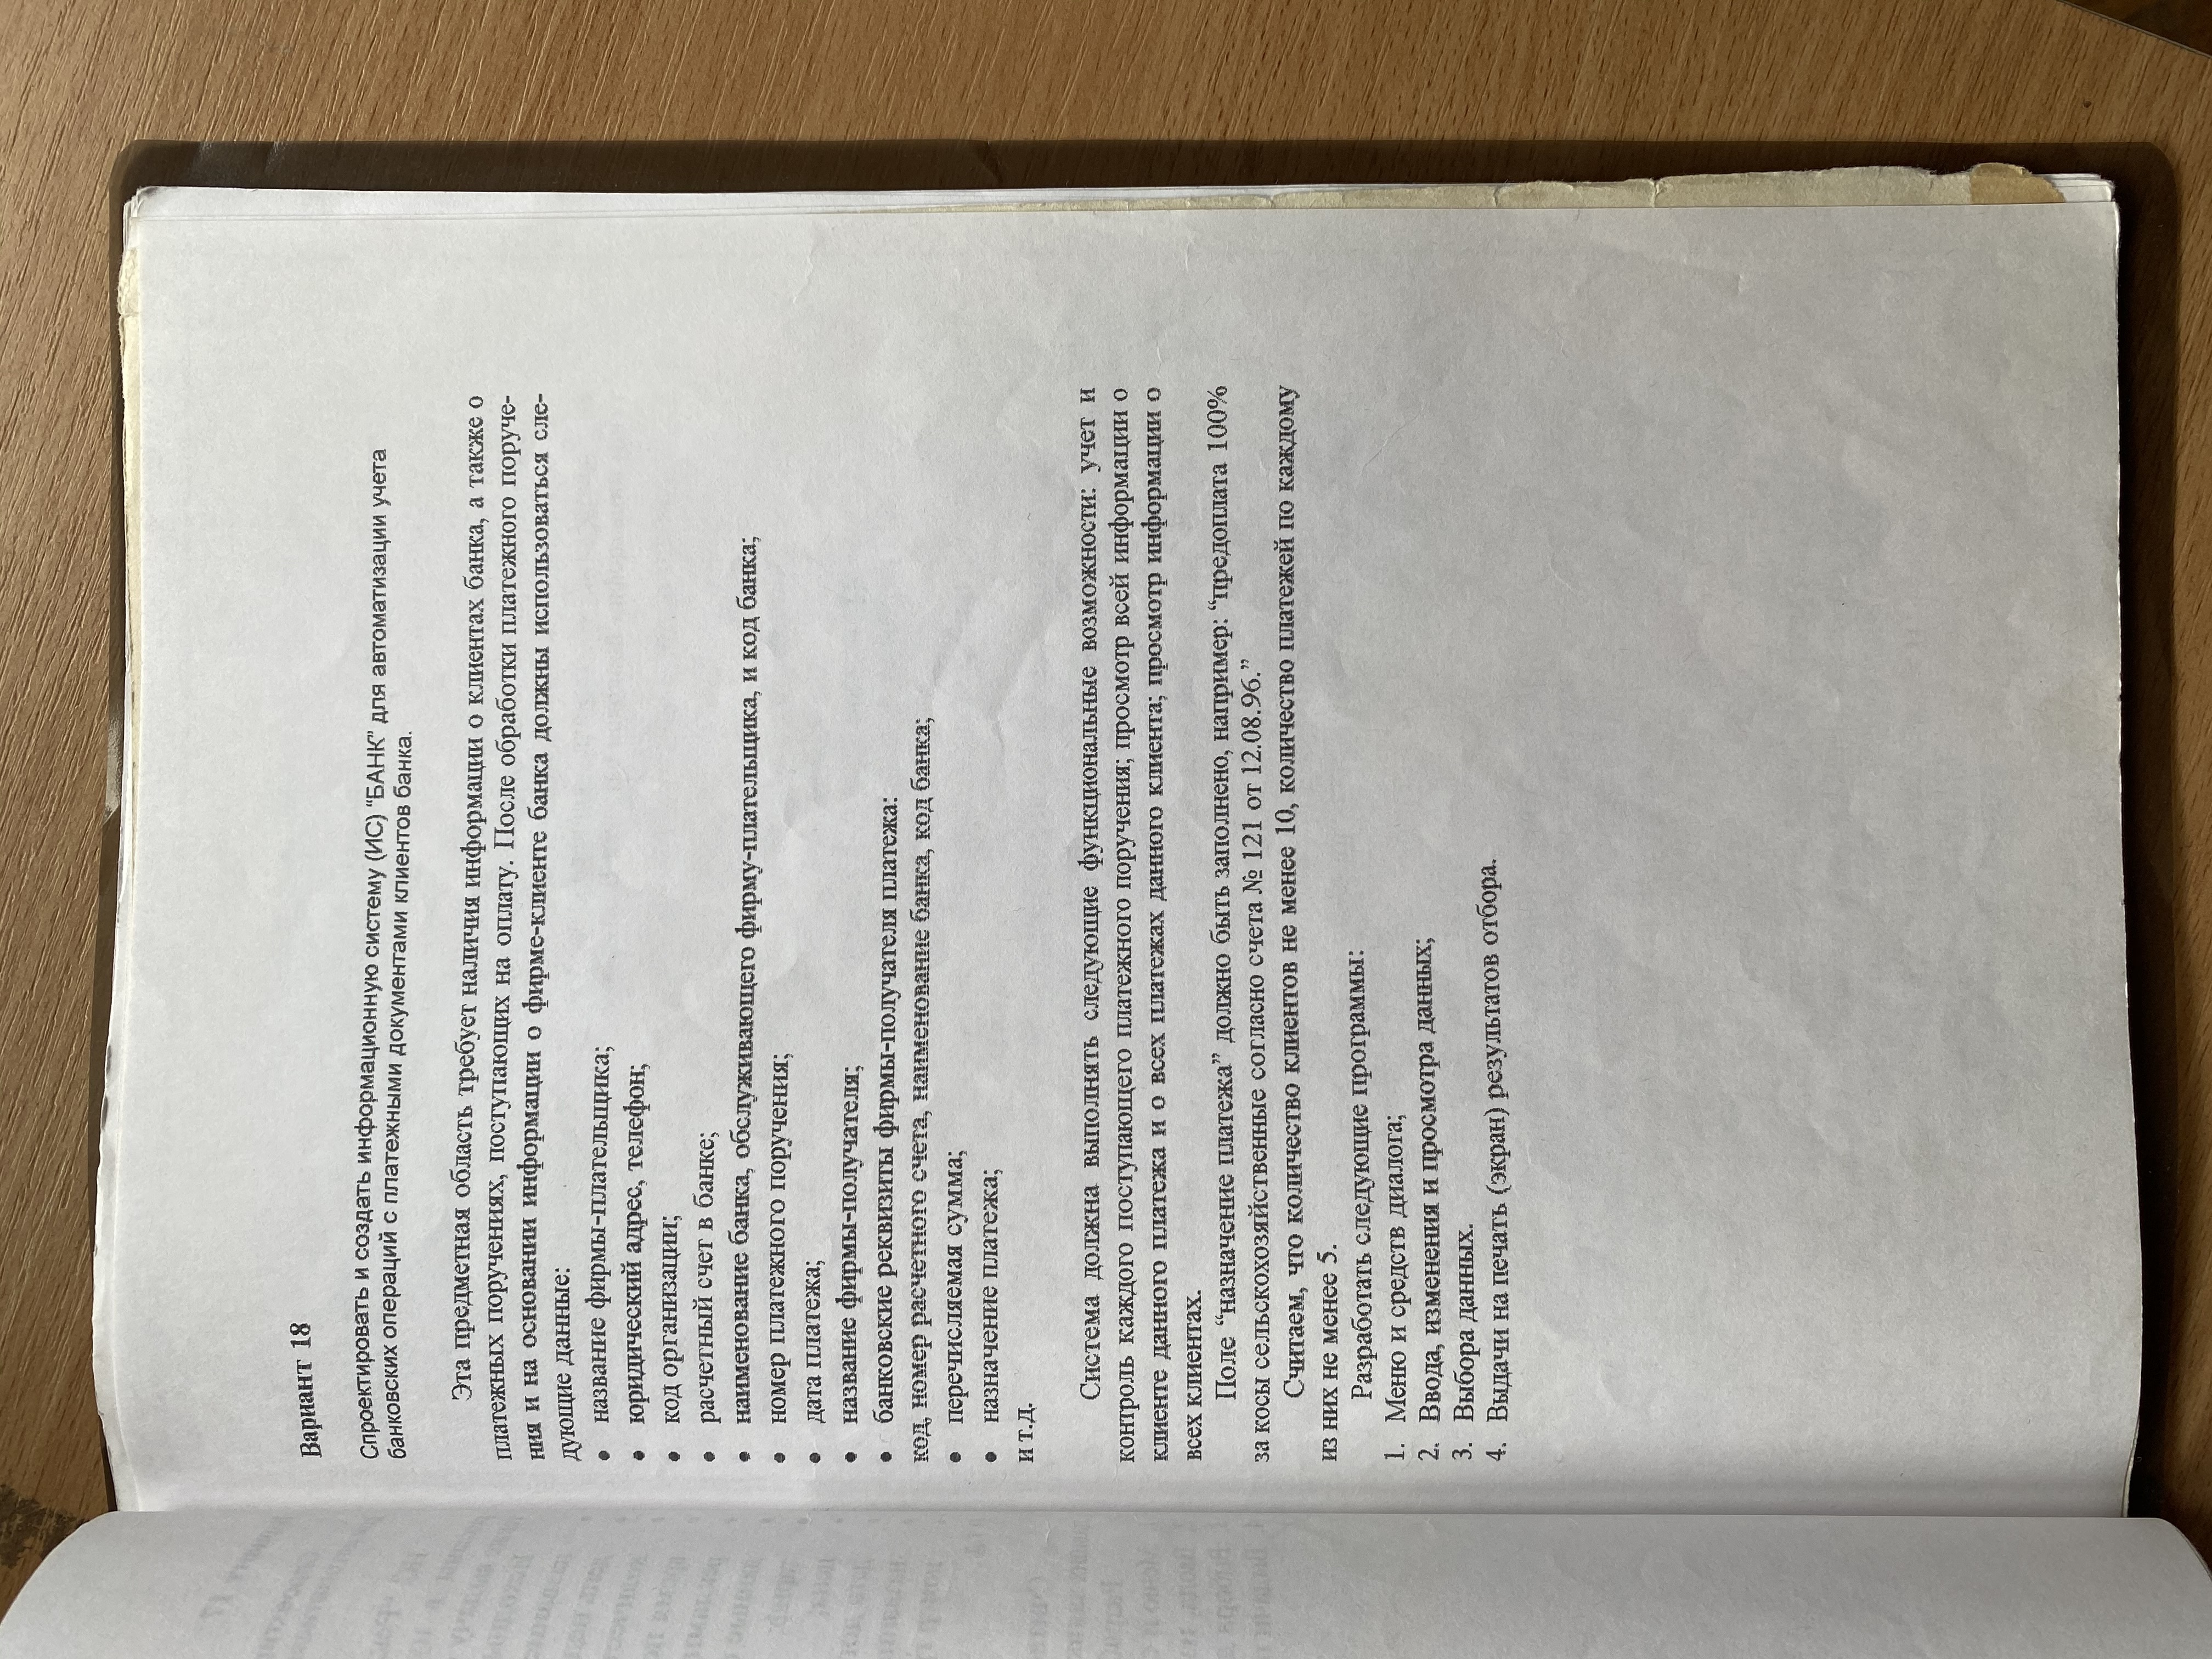 Вариант 18
Спроектировать и создать информационную систему (ИС) “БАНК” для автоматизации учета
банковских операций с платежными документами клиентов банка.
Эта предметная область требует наличия информации о клиентах банка, а также о
платежных поручениях, поступающих на оплату. После обработки платежного поруче-
ния и на основании информации о фирме-клиенте банка должны использоваться сле-
дующие данные:
• название фирмы-плательщика;
• юридический адрес, телефон;
• код организации;
• расчетный счет в банке;
• наименование банка, обслуживающего фирму-плательщика, и код банка;
• номер платежного поручения;
• дата платежа;
• название фирмы-получателя;
• банковские реквизиты фирмы-получателя платежа:
код, номер расчетного счета, наименование банка, код банка;
• перечисляемая сумма;
• назначение платежа;
и т.д.
Система должна выполнять следующие функциональные возможности: учет и
контроль каждого поступающего платежного поручения; просмотр всей информации о
клиенте данного платежа и о всех платежах данного клиента; просмотр информации о
всех клиентах.
Поле “назначение платежа” должно быть заполнено, например: “предоплата 100%
за косы сельскохозяйственные согласно счета № 121 от 12.08.96.”
Считаем, что количество клиентов не менее 10, количество платежей по каждому
из них не менее 5.
Разработать следующие программы:
1. Меню и средств диалога;
2. Ввода, изменения и просмотра данных;
3. Выбора данных.
4. Выдачи на печать (экран) результатов отбора.